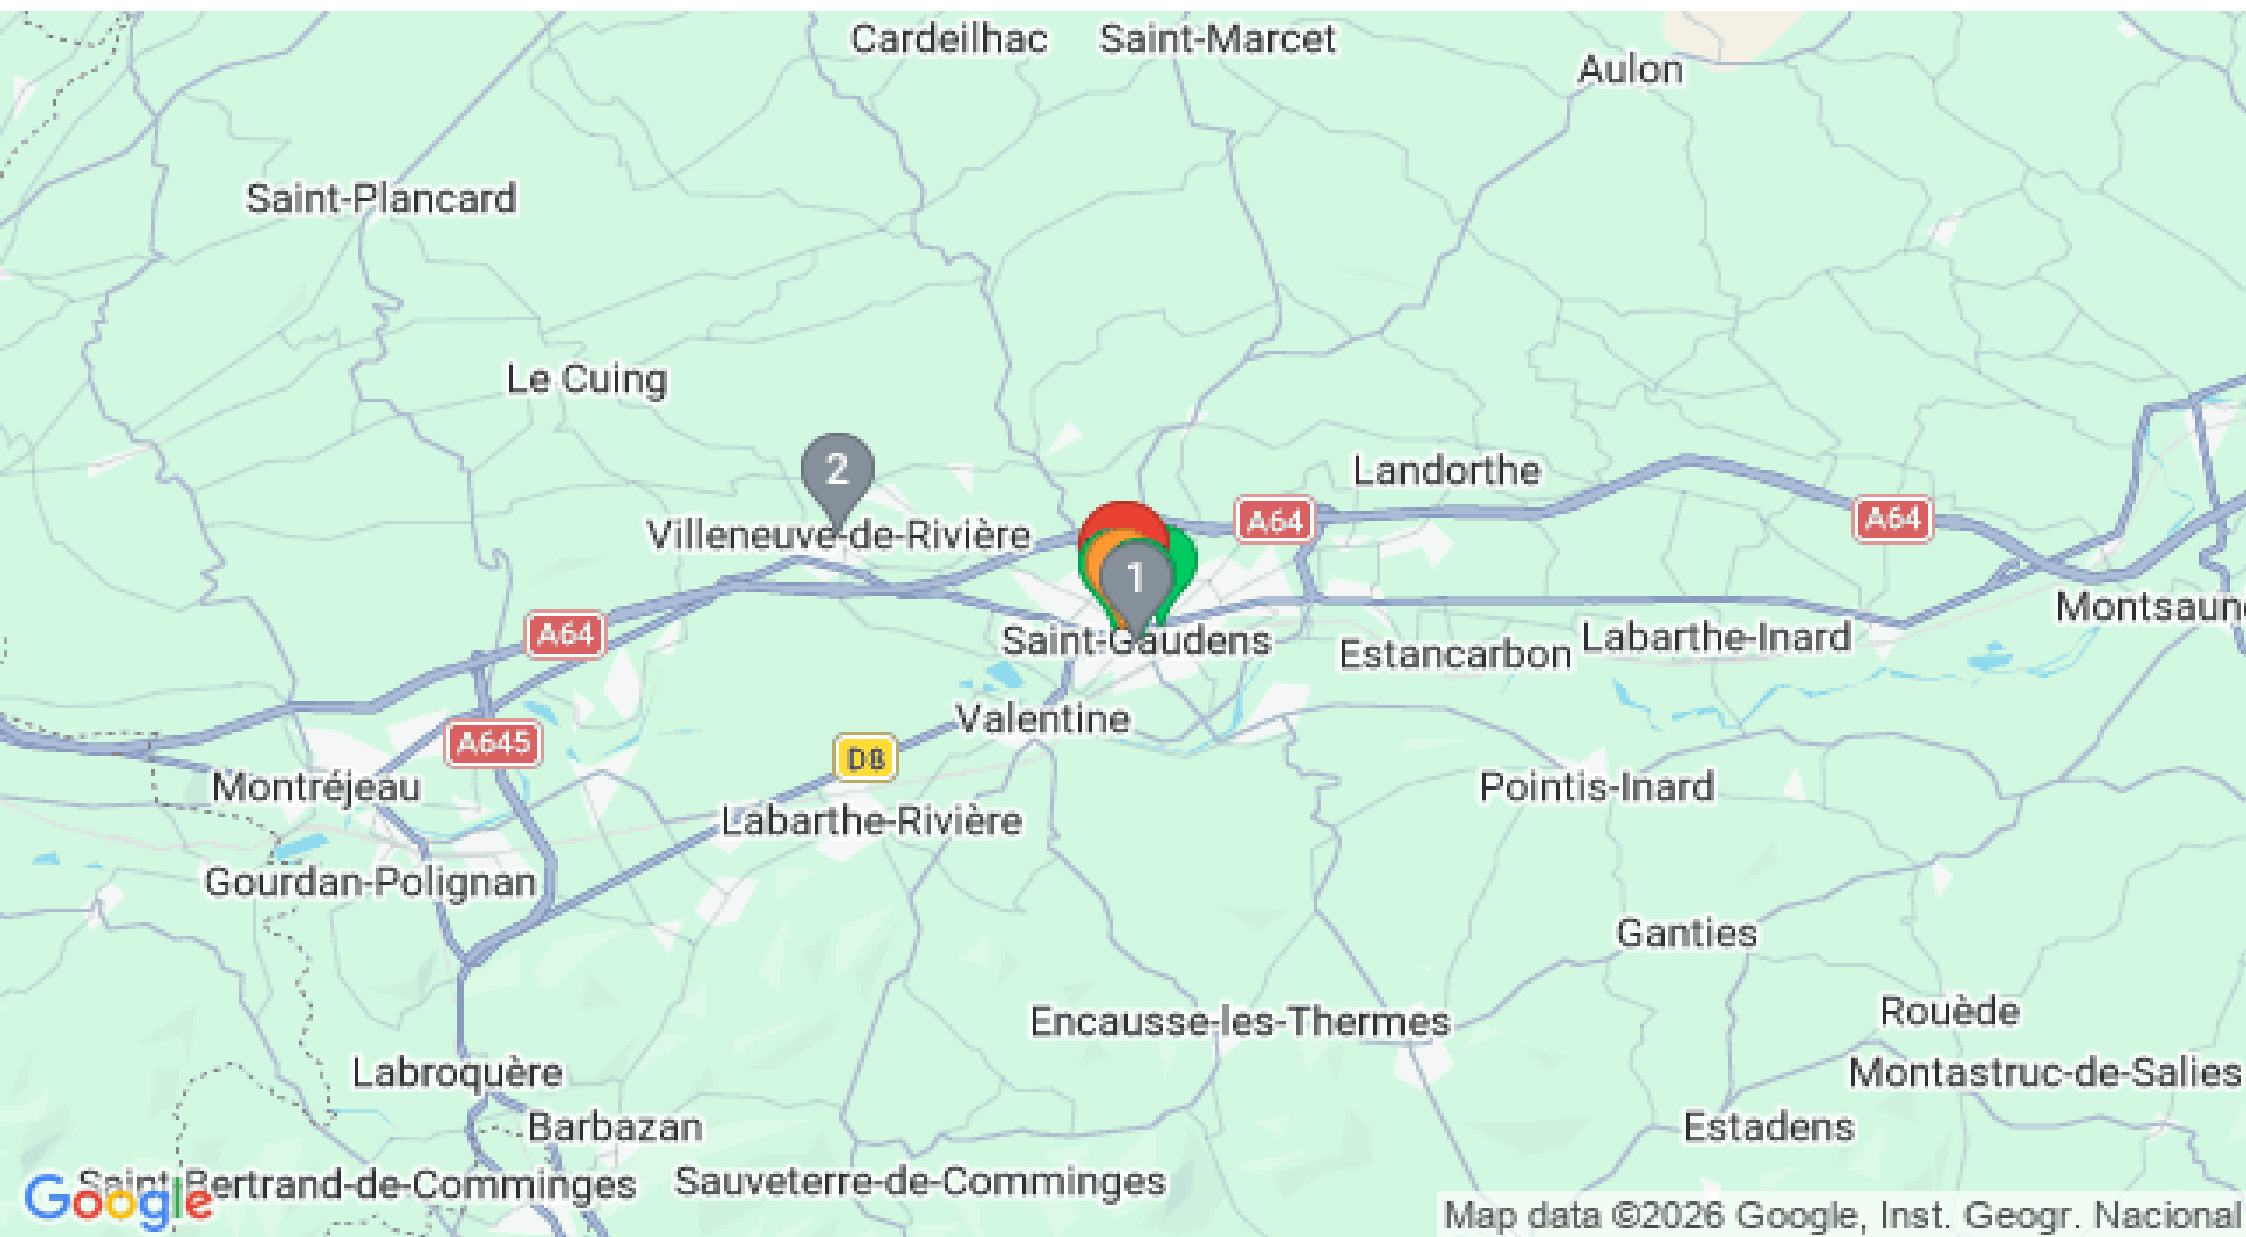 Cardeilhac
Saint-Marcet
Aulon
Saint-Plancard
Le Cuing
2
Landorthe
Villeneuve-de-Rivière
A64
A64
1
Montsaun
A64
Saint-Gaudens
Estancarbon
Labarthe-Inard
Valentine
A645
D8
Montréjeau
Pointis-Inard
Labarthe-Rivière
Gourdan-Polignan
Ganties
Encausse-les-Thermes
Rouède
Labroquère
Montastruc-de-Salies
Barbazan
Estadens
Saint-Bertrand-de-Comminges
Sauveterre-de-Comminges
Google
Map data ©2026 Google, Inst. Geogr. Nacional